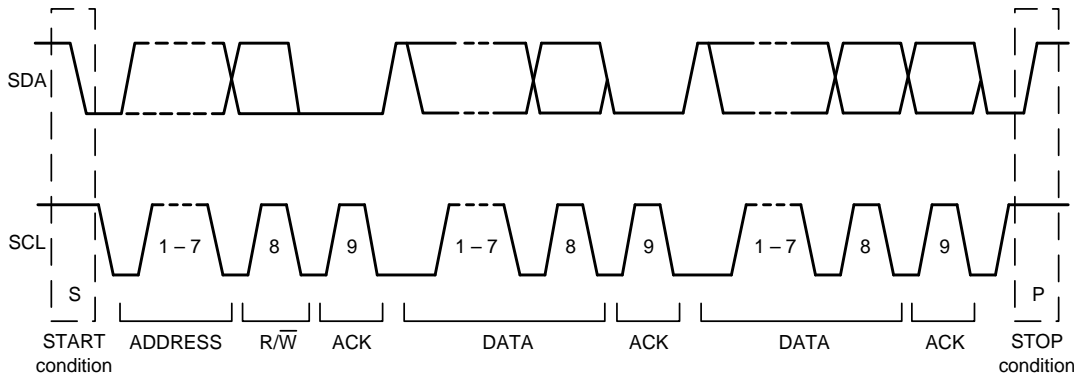 SDA
SCL
1 – 7
8
9
1 – 7
8
9
1 – 7
8
9
S
P
START
condition
ADDRESS
R/W̅
ACK
DATA
ACK
DATA
ACK
STOP
condition